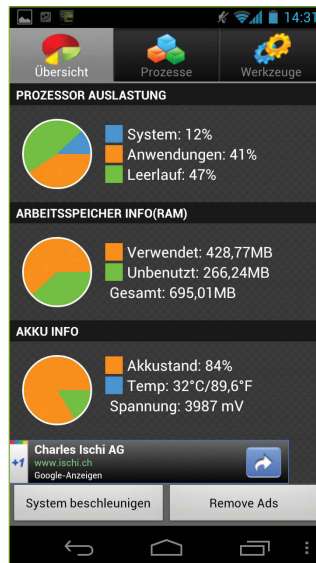 14:31
Übersicht
Prozesse
Werkzeuge
PROZESSOR AUSLASTUNG
System: 12%
Anwendungen: 41%
Leerlauf: 47%
ARBEITSSPEICHER INFO(RAM)
Verwendet: 428,77MB
Unbenutzt: 266,24MB
Gesamt: 695,01MB
AKKU INFO
Akkustand: 84%
Temp: 32°C/89,6°F
Spannung: 3987 mV
+1
Charles Ischi AG
www.ischi.ch
Google-Anzeigen
System beschleunigen
Remove Ads